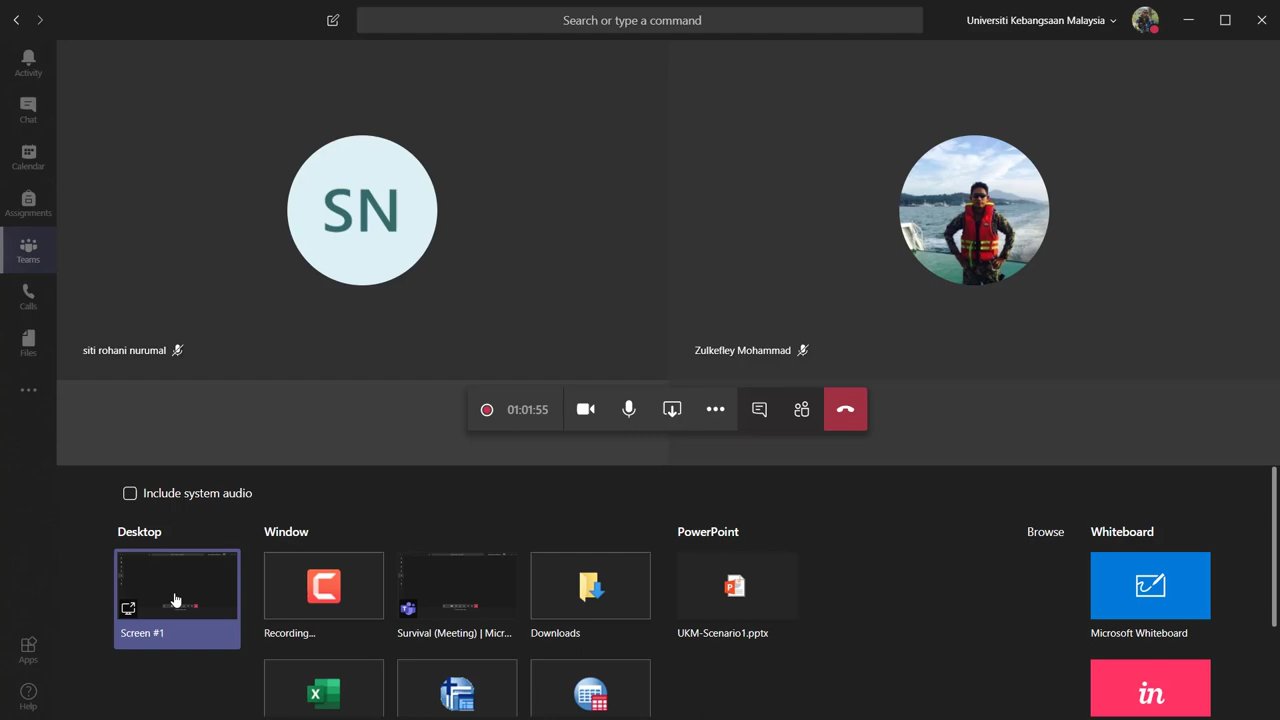 Search or type a command
Universiti Kebangsaan Malaysia
Activity
Chat
Calendar
Assignments
Teams
Calls
Files
Apps
Help
SN
siti rohani nurumal
Zulkefley Mohammad
01:01:55
Include system audio
Desktop
Window
PowerPoint
Browse
Whiteboard
Screen #1
Recording...
Survival (Meeting) | Micr...
Downloads
UKM-Scenario1.pptx
Microsoft Whiteboard
in